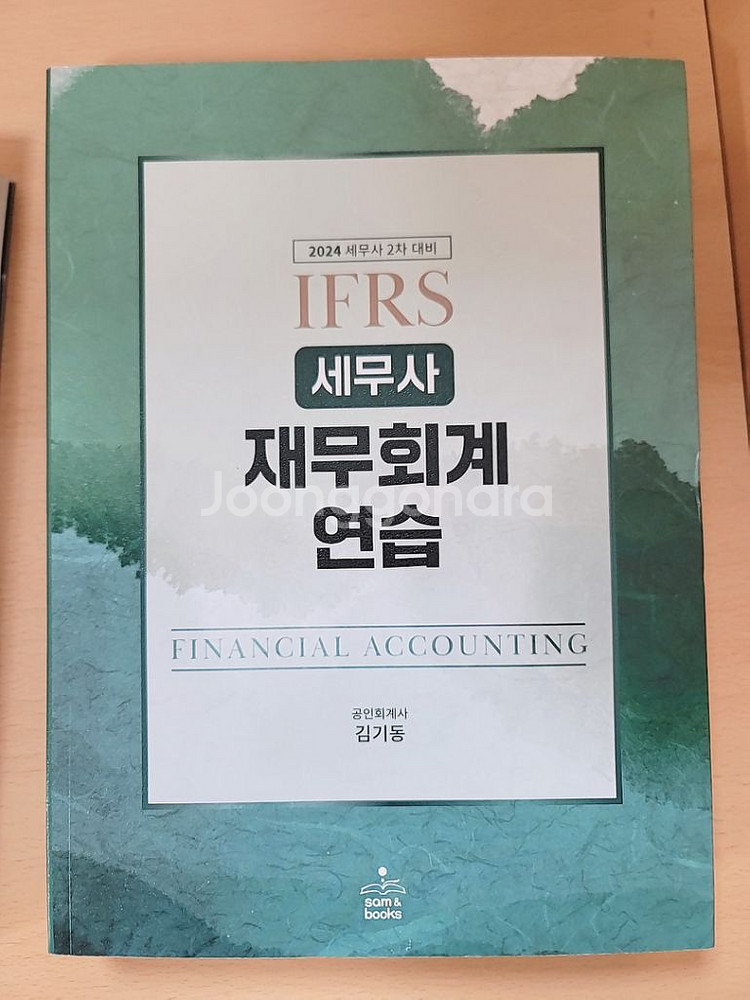 2024 세무사 2차 대비
IFRS
세무사
재무회계
Joonggonara
연습
FINANCIAL ACCOUNTING
공인회계사
김기동
sam &
books